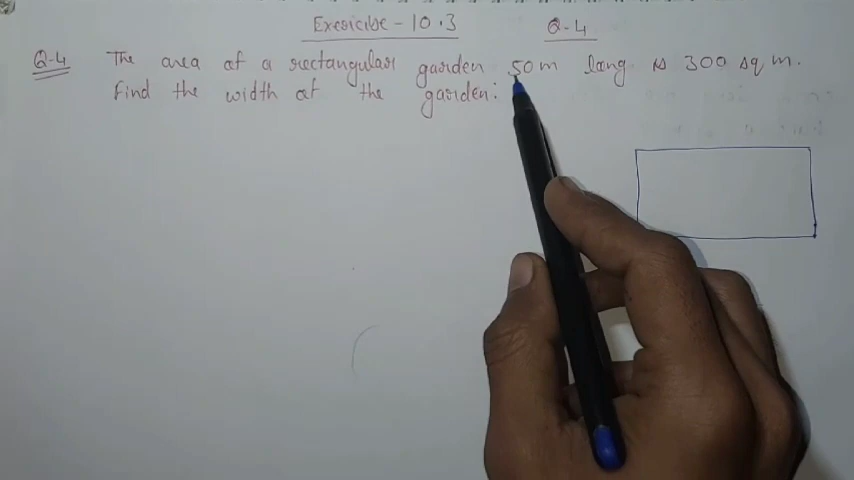 Exercise - 10.3 Q-4
Q-4 The area of a rectangular garden 50m long is 300 sq m.
Find the width of the garden: